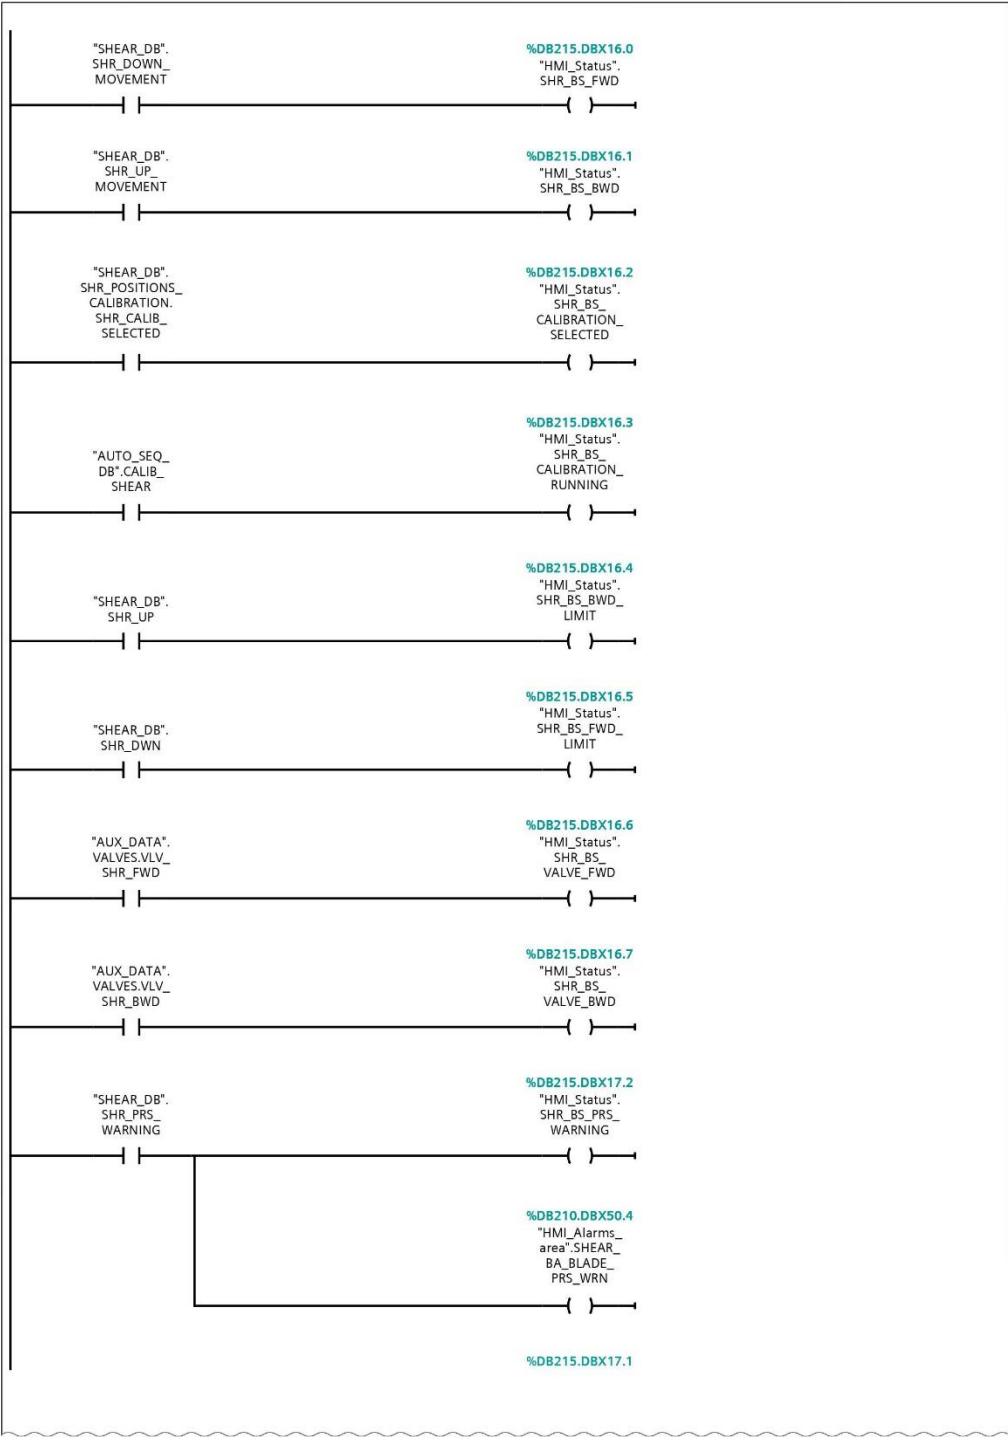 "SHEAR_DB".
SHR_DOWN_
MOVEMENT
%DB215.DBX16.0
"HMI_Status".
SHR_BS_FWD
"SHEAR_DB".
SHR_UP_
MOVEMENT
%DB215.DBX16.1
"HMI_Status".
SHR_BS_BWD
"SHEAR_DB".
SHR_POSITIONS_
CALIBRATION.
SHR_CALIB_
SELECTED
%DB215.DBX16.2
"HMI_Status".
SHR_BS_
CALIBRATION_
SELECTED
"AUTO_SEQ_
DB".CALIB_
SHEAR
%DB215.DBX16.3
"HMI_Status".
SHR_BS_
CALIBRATION_
RUNNING
"SHEAR_DB".
SHR_UP
%DB215.DBX16.4
"HMI_Status".
SHR_BS_BWD_
LIMIT
"SHEAR_DB".
SHR_DWN
%DB215.DBX16.5
"HMI_Status".
SHR_BS_FWD_
LIMIT
"AUX_DATA".
VALVES.VLV_
SHR_FWD
%DB215.DBX16.6
"HMI_Status".
SHR_BS_
VALVE_FWD
"AUX_DATA".
VALVES.VLV_
SHR_BWD
%DB215.DBX16.7
"HMI_Status".
SHR_BS_
VALVE_BWD
"SHEAR_DB".
SHR_PRS_
WARNING
%DB215.DBX17.2
"HMI_Status".
SHR_BS_PRS_
WARNING
%DB210.DBX50.4
"HMI_Alarms_
area".SHEAR_
BA_BLADE_
PRS_WRN
%DB215.DBX17.1